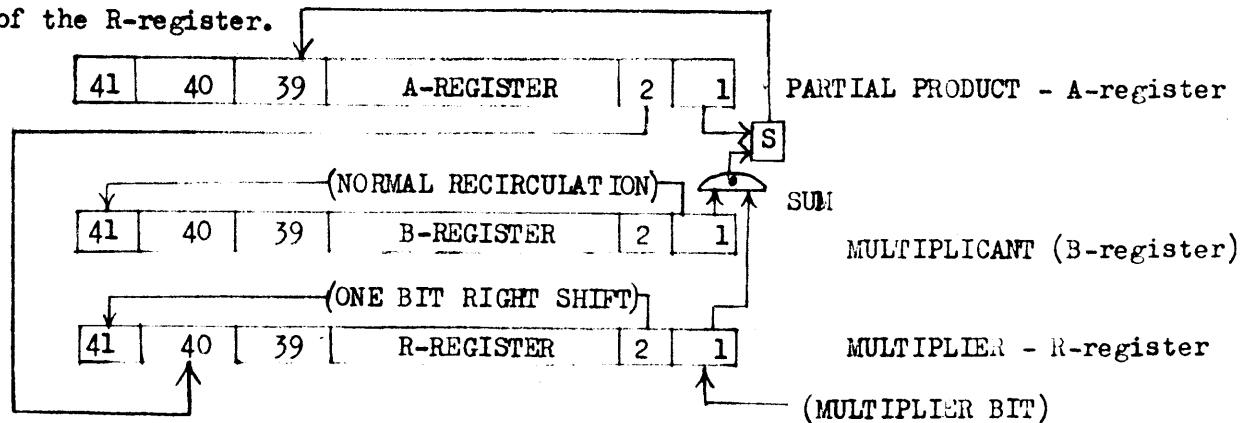 of the R-register.
41 40 39 A-REGISTER 2 1 PARTIAL PRODUCT - A-register
S
(NORMAL RECIRCULATION)
SUM
41 40 39 B-REGISTER 2 1
MULTIPLICANT (B-register)
(ONE BIT RIGHT SHIFT)
41 40 39 R-REGISTER 2 1 MULTIPLIER - R-register
(MULTIPLIER BIT)